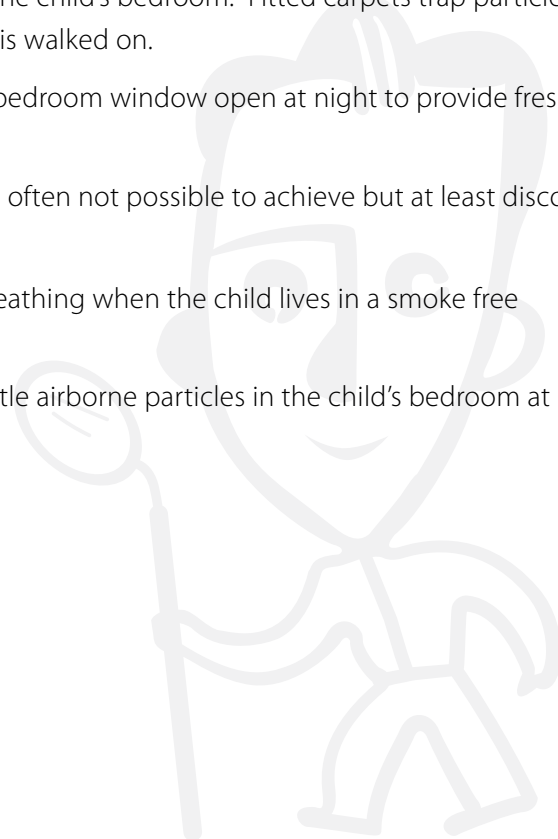 he child's bedroom. Fitted carpets trap particle
is walked on.
bedroom window open at night to provide fres
often not possible to achieve but at least disco
eathing when the child lives in a smoke free
tle airborne particles in the child's bedroom at